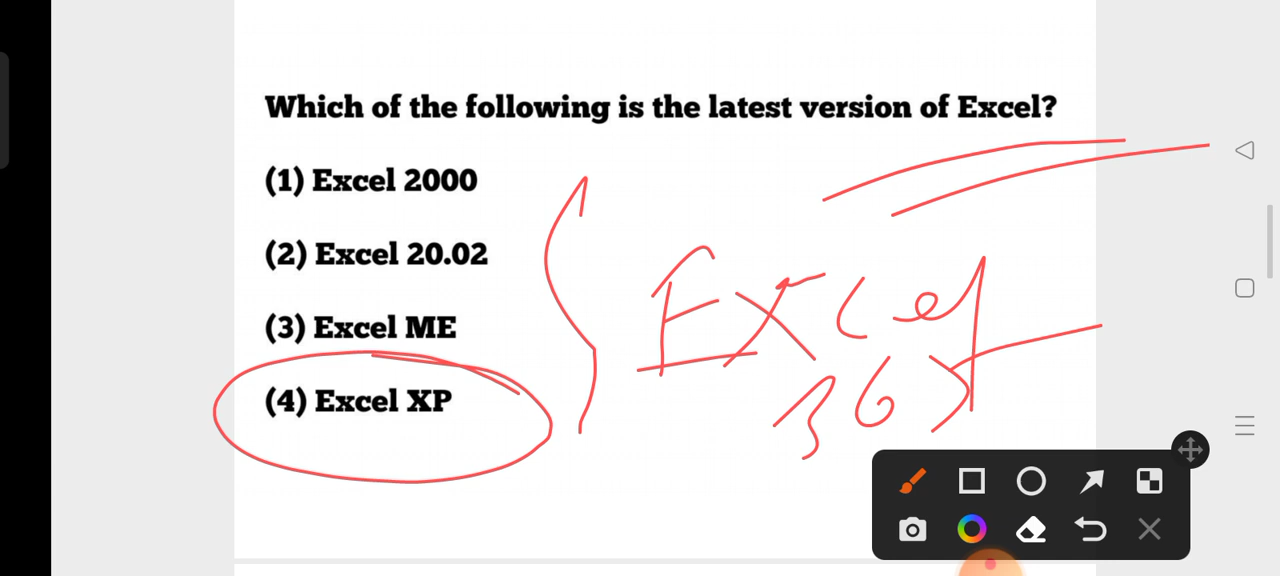 Which of the following is the latest version of Excel?
(1) Excel 2000
(2) Excel 20.02
(3) Excel ME
(4) Excel XP
Excel
365